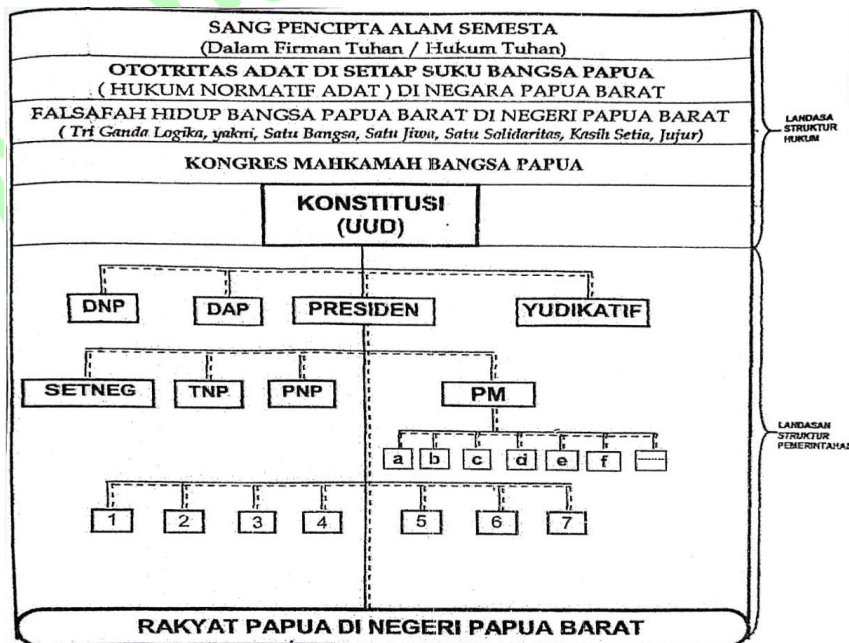 SANG PENCIPTA ALAM SEMESTA
(Dalam Firman Tuhan / Hukum Tuhan)
OTOTRITAS ADAT DI SETIAP SUKU BANGSA PAPUA
( HUKUM NORMATIF ADAT ) DI NEGARA PAPUA BARAT
FALSAFAH HIDUP BANGSA PAPUA BARAT DI NEGERI PAPUA BARAT
( Tri Ganda Logika, yakni, Satu Bangsa, Satu Jiwa, Satu Solidaritas, Kasih Setia, Jujur)
KONGRES MAHKAMAH BANGSA PAPUA
LANDASA
STRUKTUR
HUKUM
KONSTITUSI
(UUD)
DNP DAP PRESIDEN YUDIKATIF
SETNEG TNP PNP PM
a b c d e f ........
1 2 3 4 5 6 7
LANDASAN
STRUKTUR
PEMERINTAHAN
RAKYAT PAPUA DI NEGERI PAPUA BARAT